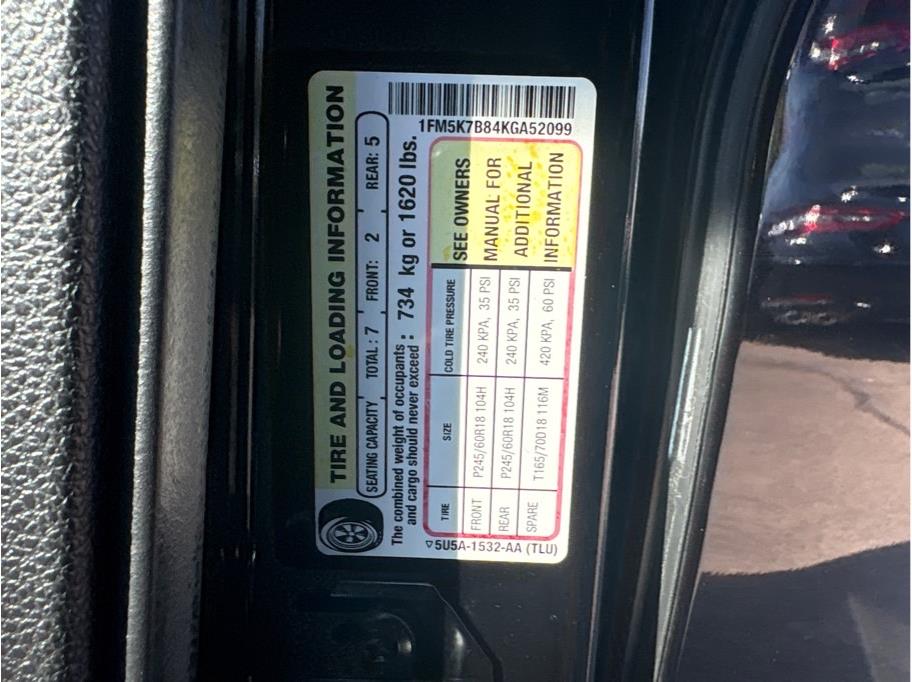 TIRE AND LOADING INFORMATION
SEATING CAPACITY TOTAL: 7 FRONT: 2 REAR: 5
The combined weight of occupants
and cargo should never exceed : 734 kg or 1620 lbs.
1FM5K7B84KGA52099
TIRE SIZE COLD TIRE PRESSURE
FRONT P245/60R18 104H 240 KPA, 35 PSI
REAR P245/60R18 104H 240 KPA, 35 PSI
SPARE T165/70D18 116M 420 KPA, 60 PSI
SEE OWNERS
MANUAL FOR
ADDITIONAL
INFORMATION
▽5U5A-1532-AA (TLU)